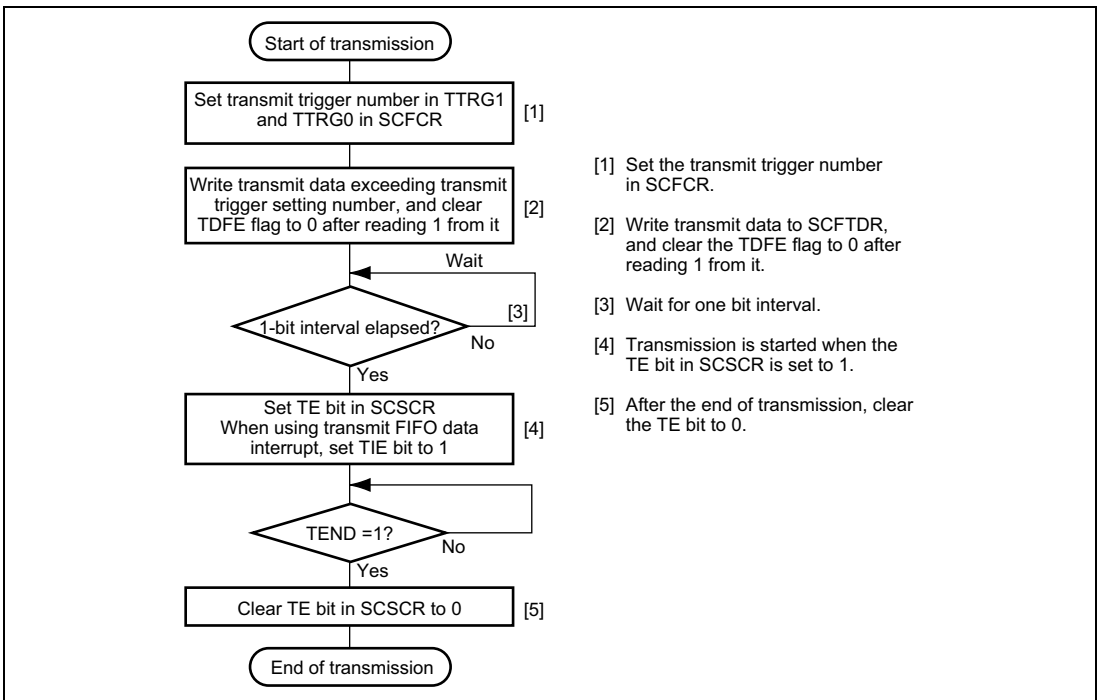 Start of transmission
Set transmit trigger number in TTRG1
and TTRG0 in SCFCR
[1]
Write transmit data exceeding transmit
trigger setting number, and clear
TDFE flag to 0 after reading 1 from it
[2]
Wait
1-bit interval elapsed?
[3]
No
Yes
Set TE bit in SCSCR
When using transmit FIFO data
interrupt, set TIE bit to 1
[4]
TEND =1?
No
Yes
Clear TE bit in SCSCR to 0
[5]
End of transmission
[1] Set the transmit trigger number
in SCFCR.
[2] Write transmit data to SCFTDR,
and clear the TDFE flag to 0 after
reading 1 from it.
[3] Wait for one bit interval.
[4] Transmission is started when the
TE bit in SCSCR is set to 1.
[5] After the end of transmission, clear
the TE bit to 0.